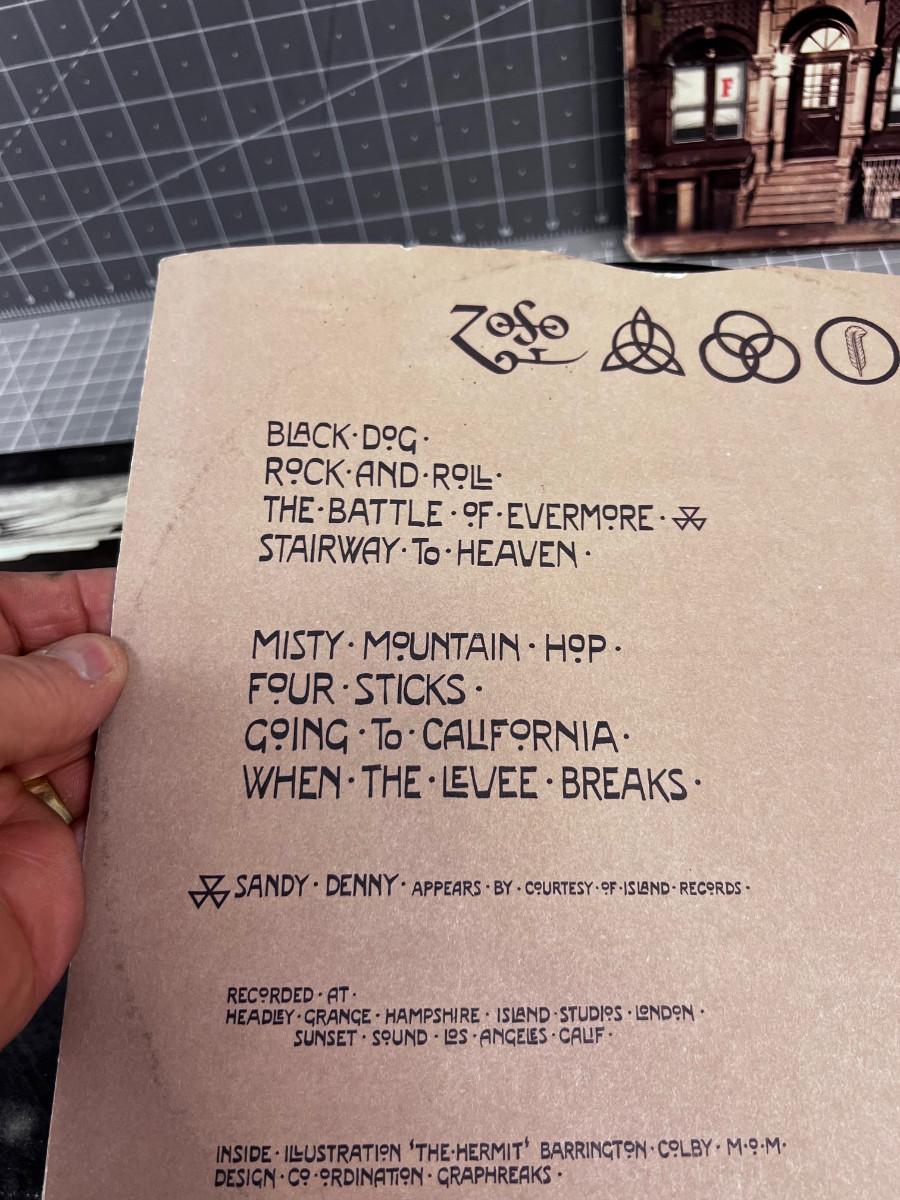 F
ZOSO
BLACK·DOG·
ROCK·AND·ROLL·
THE·BATTLE·OF·EVERMORE·
STAIRWAY·TO·HEAVEN·
MISTY·MOUNTAIN·HOP·
FOUR·STICKS·
GOING·TO·CALIFORNIA·
WHEN·THE·LEVEE·BREAKS·
SANDY·DENNY·APPEARS·BY·COURTESY·OF·ISLAND·RECORDS·
RECORDED·AT·
HEADLEY·GRANGE·HAMPSHIRE·ISLAND·STUDIOS·LONDON·
SUNSET·SOUND·LOS·ANGELES·CALIF·
INSIDE·ILLUSTRATION 'THE·HERMIT' BARRINGTON·COLBY·M·O·M·
DESIGN·CO·ORDINATION·GRAPHREAKS·